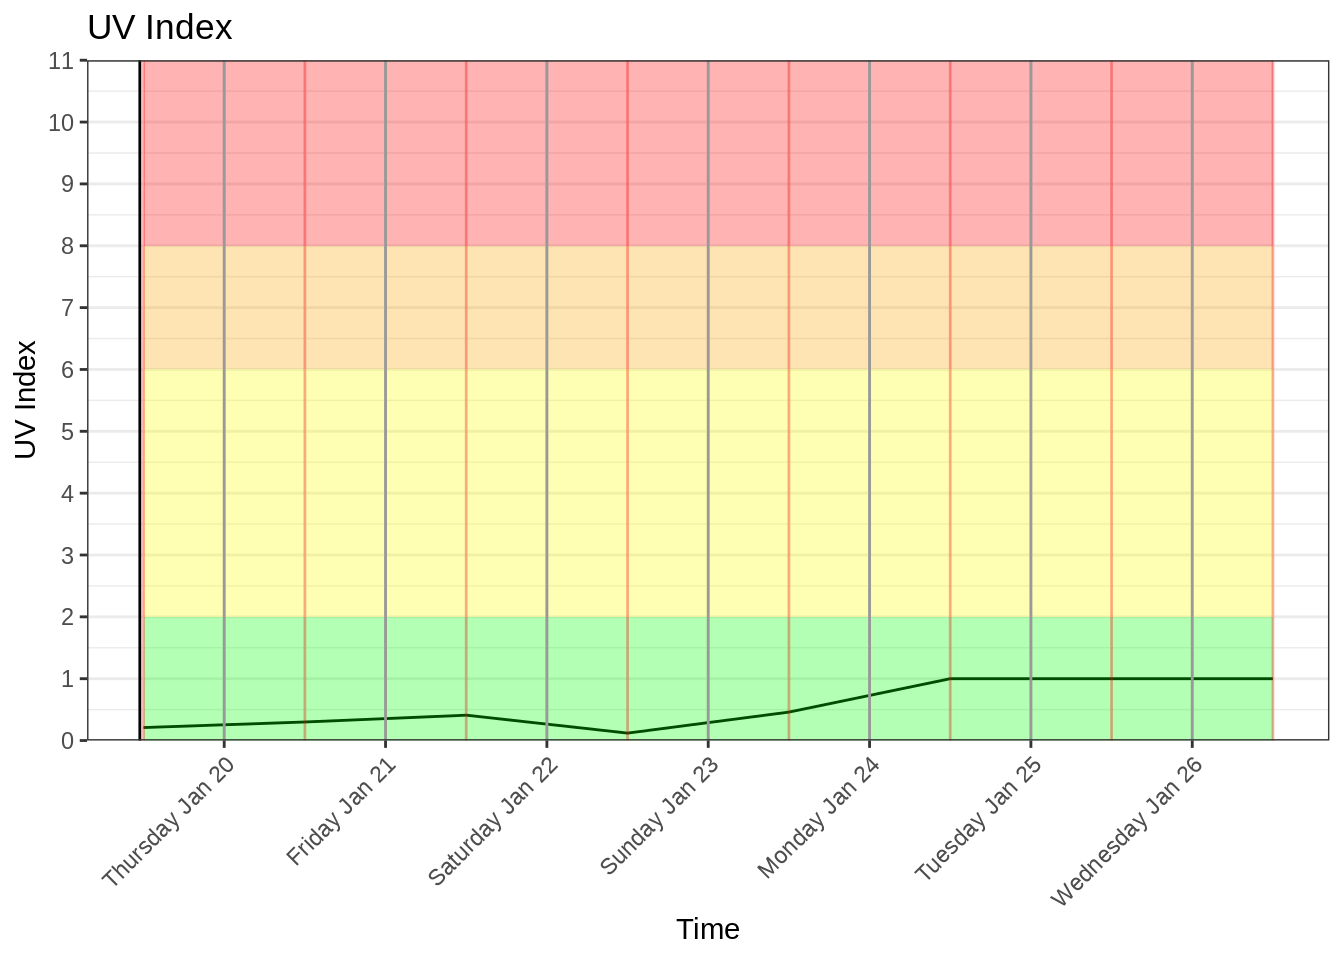 UV Index
11
10
9
8
7
6
5
4
3
2
1
0
UV Index
Thursday Jan 20
Friday Jan 21
Saturday Jan 22
Sunday Jan 23
Monday Jan 24
Tuesday Jan 25
Wednesday Jan 26
Time